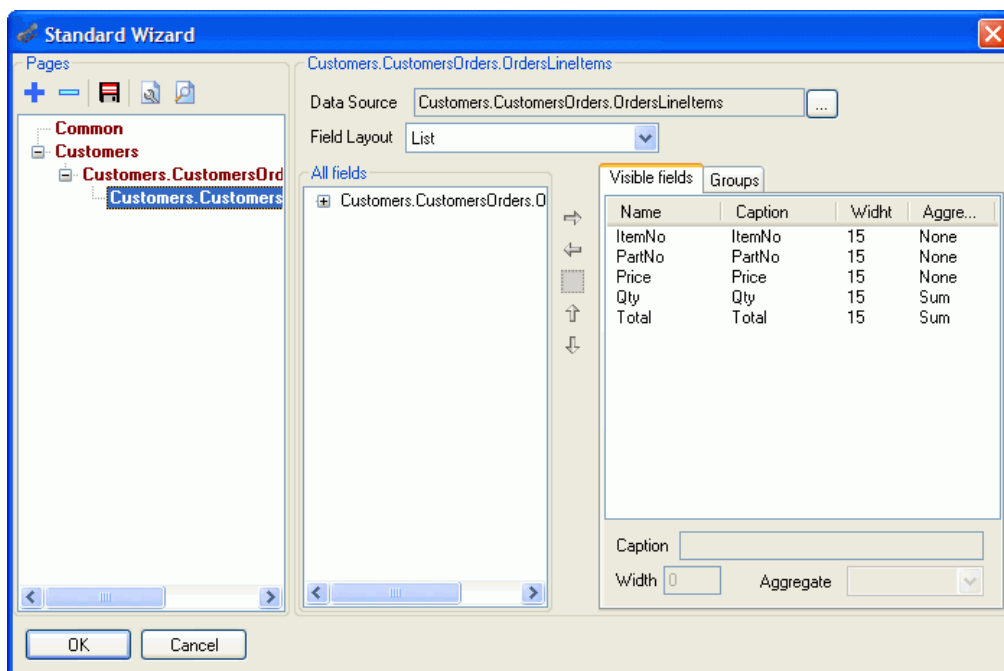 Standard Wizard
Pages
Common
Customers
Customers.CustomersOrd
Customers.Customers
Customers.CustomersOrders.OrdersLineItems
Data Source Customers.CustomersOrders.OrdersLineItems ...
Field Layout List
All fields
Customers.CustomersOrders.O
Visible fields Groups
Name Caption Widht Aggre...
ItemNo ItemNo 15 None
PartNo PartNo 15 None
Price Price 15 None
Qty Qty 15 Sum
Total Total 15 Sum
Caption
Width 0 Aggregate
OK Cancel